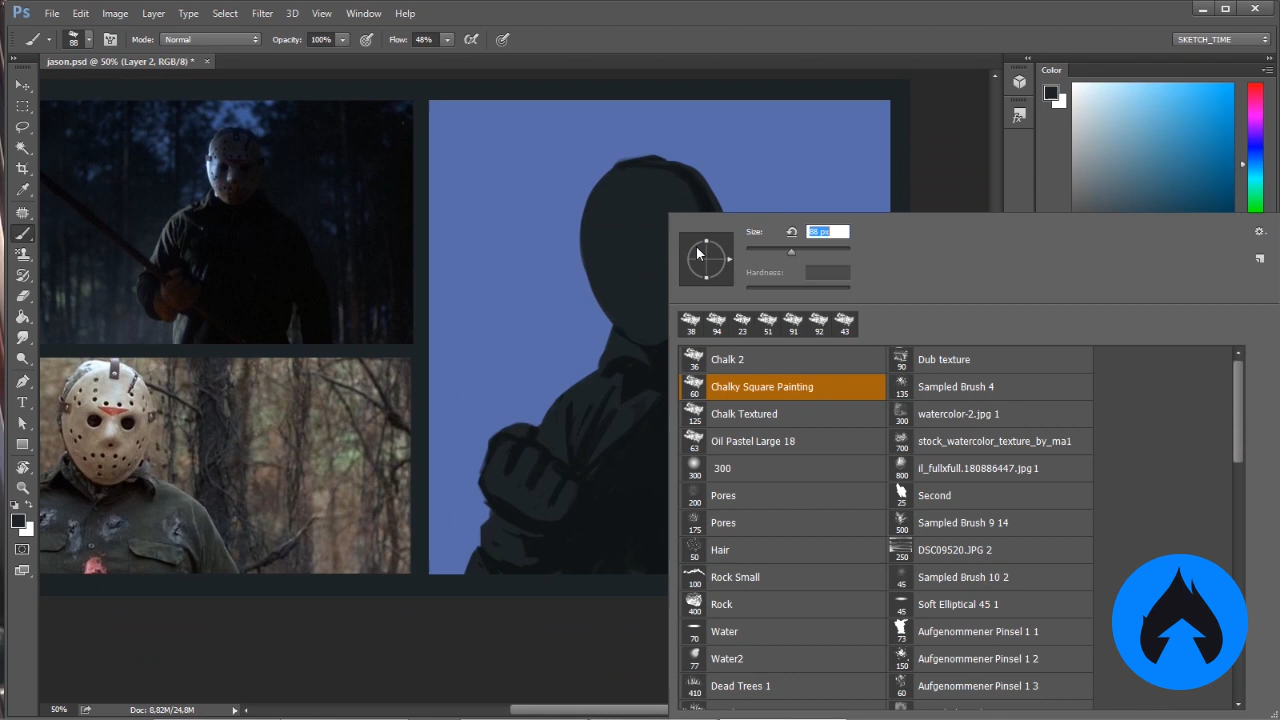 Ps File Edit Image Layer Type Select Filter 3D View Window Help
88 Mode: Normal Opacity: 100% Flow: 48% SKETCH_TIME
jason.psd @ 50% (Layer 2, RGB/8) * ×
Color
Size: 88 px
Hardness:
38 94 23 51 91 92 43
36 Chalk 2
60 Chalky Square Painting
125 Chalk Textured
63 Oil Pastel Large 18
300 300
200 Pores
175 Pores
50 Hair
100 Rock Small
400 Rock
70 Water
77 Water2
410 Dead Trees 1
90 Dub texture
135 Sampled Brush 4
300 watercolor-2.jpg 1
700 stock_watercolor_texture_by_ma1
800 il_fullxfull.180886447.jpg 1
25 Second
500 Sampled Brush 9 14
250 DSC09520.JPG 2
45 Sampled Brush 10 2
45 Soft Elliptical 45 1
73 Aufgenommener Pinsel 1 1
150 Aufgenommener Pinsel 1 2
60 Aufgenommener Pinsel 1 3
50% Doc: 8,82M/24,8M